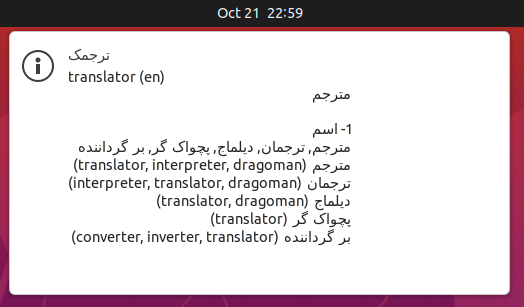 Oct 21 22:59
ترجمک
translator (en)
مترجم
1- اسم
مترجم, ترجمان, دیلماج, پچواک گر, بر گرداننده
مترجم (translator, interpreter, dragoman)
ترجمان (interpreter, translator, dragoman)
دیلماج (translator, dragoman)
پچواک گر (translator)
بر گرداننده (converter, inverter, translator)